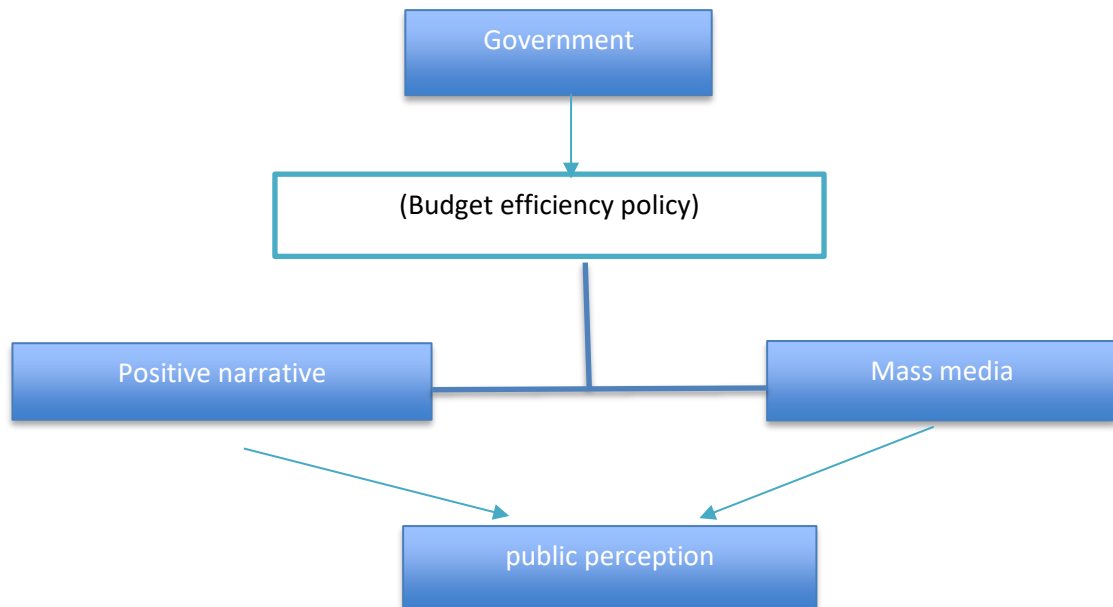 Government
(Budget efficiency policy)
Positive narrative
Mass media
public perception